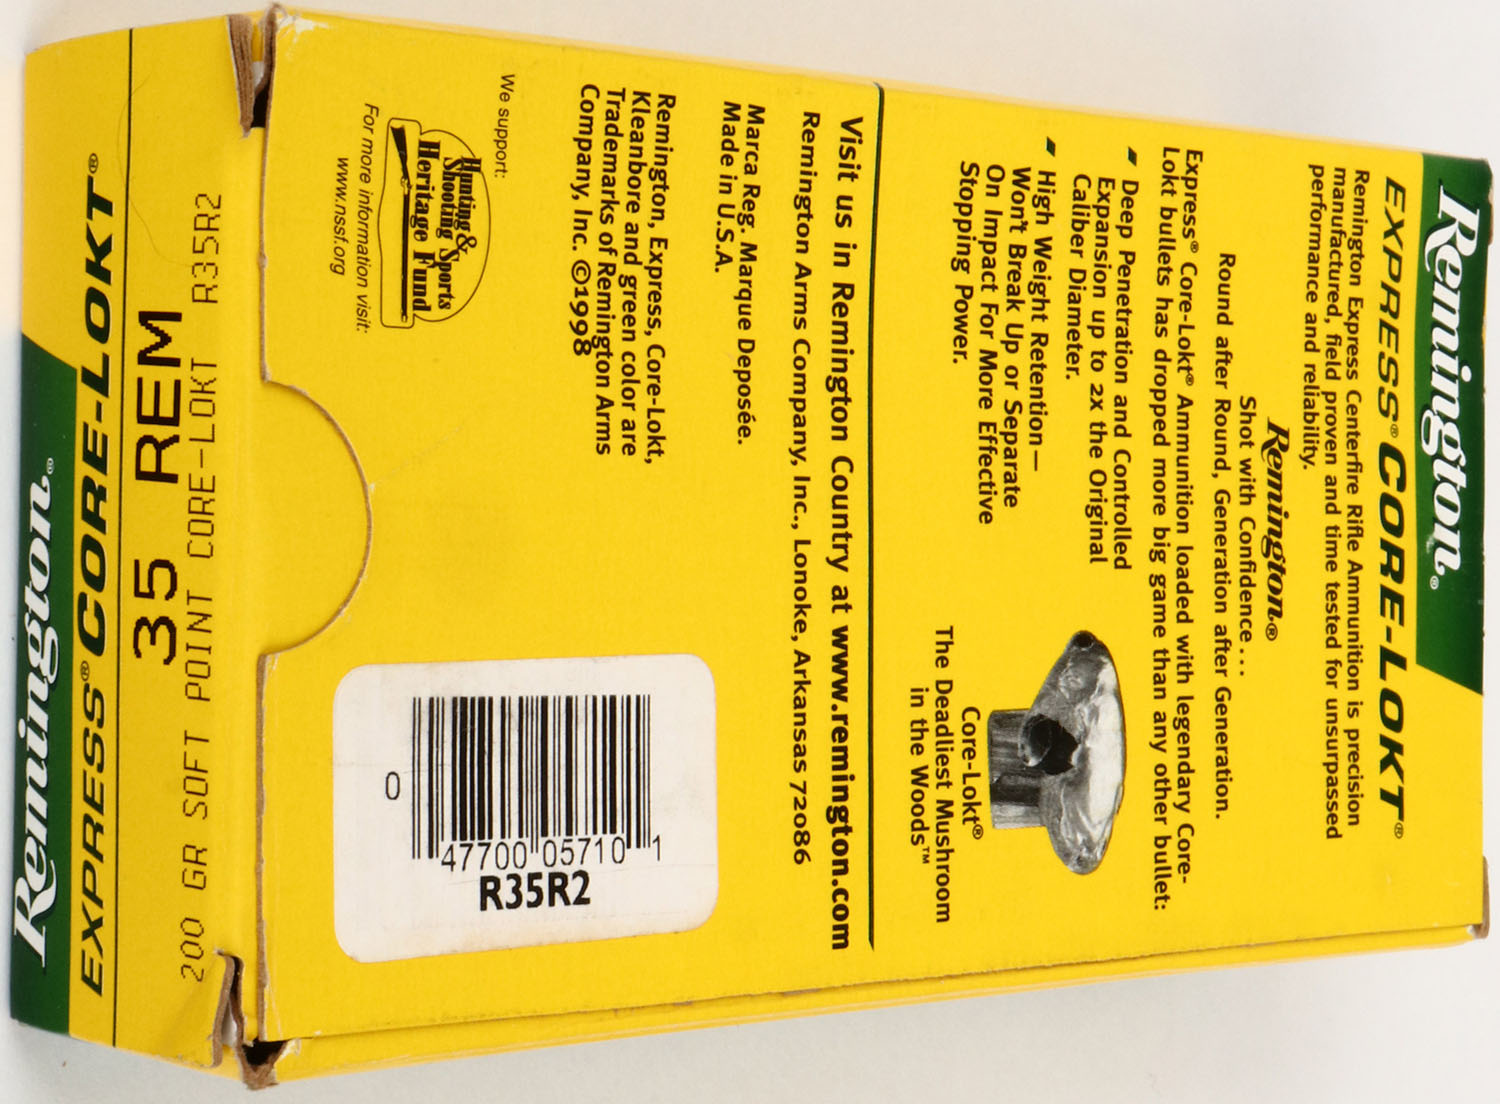 Remington®
EXPRESS® CORE-LOKT®
Remington Express Centerfire Rifle Ammunition is precision
manufactured, field proven and time tested for unsurpassed
performance and reliability.
Remington®
Shot with Confidence...
Round after Round, Generation after Generation.
Express® Core-Lokt® Ammunition loaded with legendary Core-
Lokt bullets has dropped more big game than any other bullet:
Deep Penetration and Controlled
Expansion up to 2x the Original
Caliber Diameter.
High Weight Retention—
Won't Break Up or Separate
On Impact For More Effective
Stopping Power.
Core-Lokt®
The Deadliest Mushroom
in the Woods™
Visit us in Remington Country at www.remington.com
Remington Arms Company, Inc., Lonoke, Arkansas 72086
Marca Reg. Marque Deposée.
Made in U.S.A.
Remington, Express, Core-Lokt,
Kleanbore and green color are
Trademarks of Remington Arms
Company, Inc. ©1998
We support:
Hunting &
Shooting Sports
Heritage Fund
For more information visit:
www.nssf.org
0 47700 05710 1
R35R2
200 GR SOFT POINT CORE-LOKT R35R2
35 REM
EXPRESS® CORE-LOKT®
Remington®